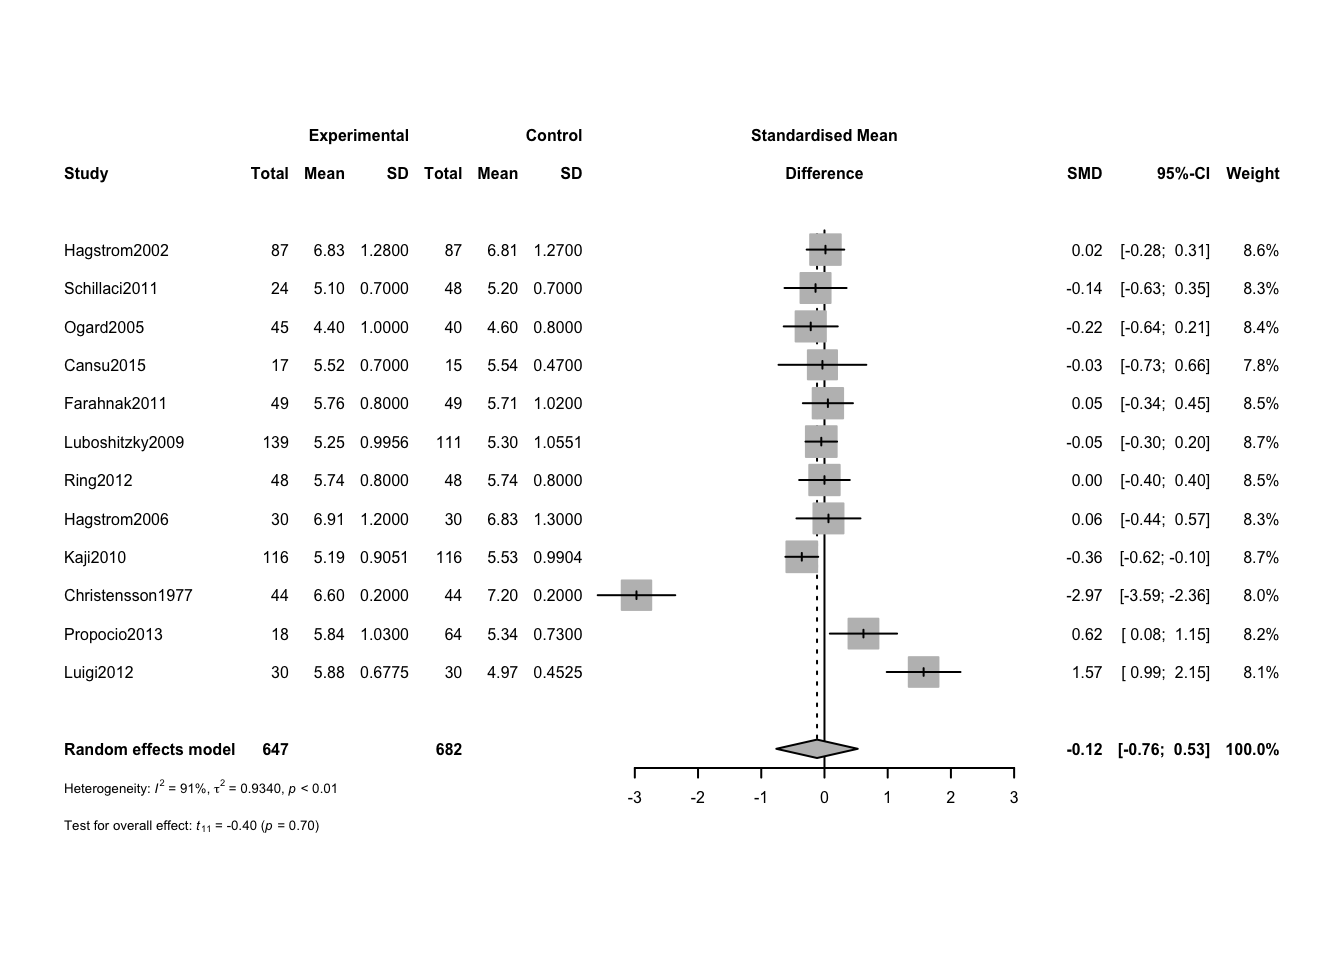 Experimental Control Standardised Mean
Study Total Mean SD Total Mean SD Difference SMD 95%-CI Weight
Hagstrom2002 87 6.83 1.2800 87 6.81 1.2700 0.02 [-0.28; 0.31] 8.6%
Schillaci2011 24 5.10 0.7000 48 5.20 0.7000 -0.14 [-0.63; 0.35] 8.3%
Ogard2005 45 4.40 1.0000 40 4.60 0.8000 -0.22 [-0.64; 0.21] 8.4%
Cansu2015 17 5.52 0.7000 15 5.54 0.4700 -0.03 [-0.73; 0.66] 7.8%
Farahnak2011 49 5.76 0.8000 49 5.71 1.0200 0.05 [-0.34; 0.45] 8.5%
Luboshitzky2009 139 5.25 0.9956 111 5.30 1.0551 -0.05 [-0.30; 0.20] 8.7%
Ring2012 48 5.74 0.8000 48 5.74 0.8000 0.00 [-0.40; 0.40] 8.5%
Hagstrom2006 30 6.91 1.2000 30 6.83 1.3000 0.06 [-0.44; 0.57] 8.3%
Kaji2010 116 5.19 0.9051 116 5.53 0.9904 -0.36 [-0.62; -0.10] 8.7%
Christensson1977 44 6.60 0.2000 44 7.20 0.2000 -2.97 [-3.59; -2.36] 8.0%
Propocio2013 18 5.84 1.0300 64 5.34 0.7300 0.62 [ 0.08; 1.15] 8.2%
Luigi2012 30 5.88 0.6775 30 4.97 0.4525 1.57 [ 0.99; 2.15] 8.1%
Random effects model 647 682 -0.12 [-0.76; 0.53] 100.0%
Heterogeneity: I² = 91%, τ² = 0.9340, p < 0.01
-3 -2 -1 0 1 2 3
Test for overall effect: t₁₁ = -0.40 (p = 0.70)